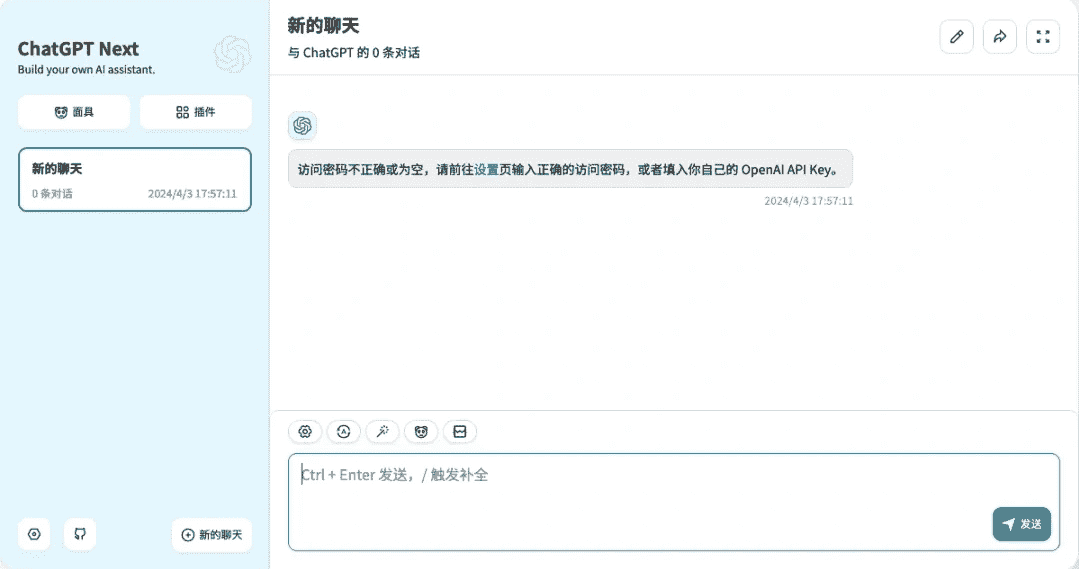 ChatGPT Next
Build your own AI assistant.
面具
插件
新的聊天
0 条对话
2024/4/3 17:57:11
新的聊天
新的聊天
与 ChatGPT 的 0 条对话
访问密码不正确或为空，请前往设置页输入正确的访问密码，或者填入你自己的 OpenAI API Key。
2024/4/3 17:57:11
Ctrl + Enter 发送，/ 触发补全
发送